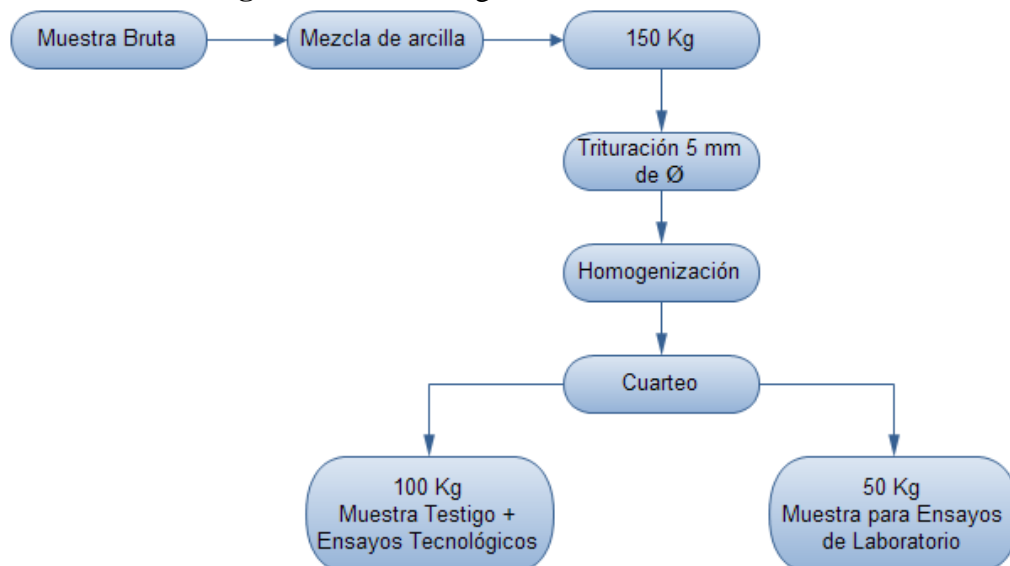 Muestra Bruta
Mezcla de arcilla
150 Kg
Trituración 5 mm
de Ø
Homogenización
Cuarteo
100 Kg
Muestra Testigo +
Ensayos Tecnológicos
50 Kg
Muestra para Ensayos
de Laboratorio